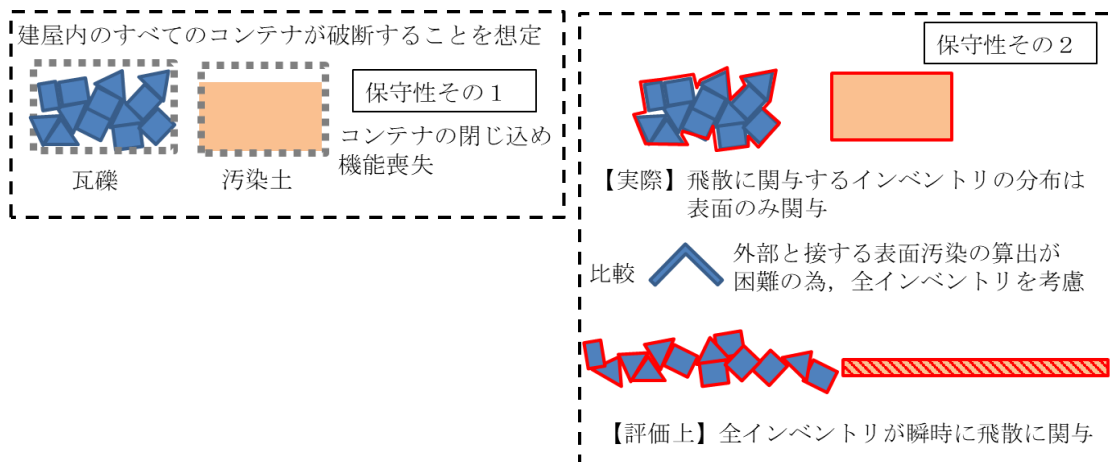 建屋内のすべてのコンテナが破断することを想定
保守性その１
コンテナの閉じ込め
機能喪失
瓦礫
汚染土
保守性その２
【実際】飛散に関与するインベントリの分布は
表面のみ関与
比較
外部と接する表面汚染の算出が
困難の為，全インベントリを考慮
【評価上】全インベントリが瞬時に飛散に関与